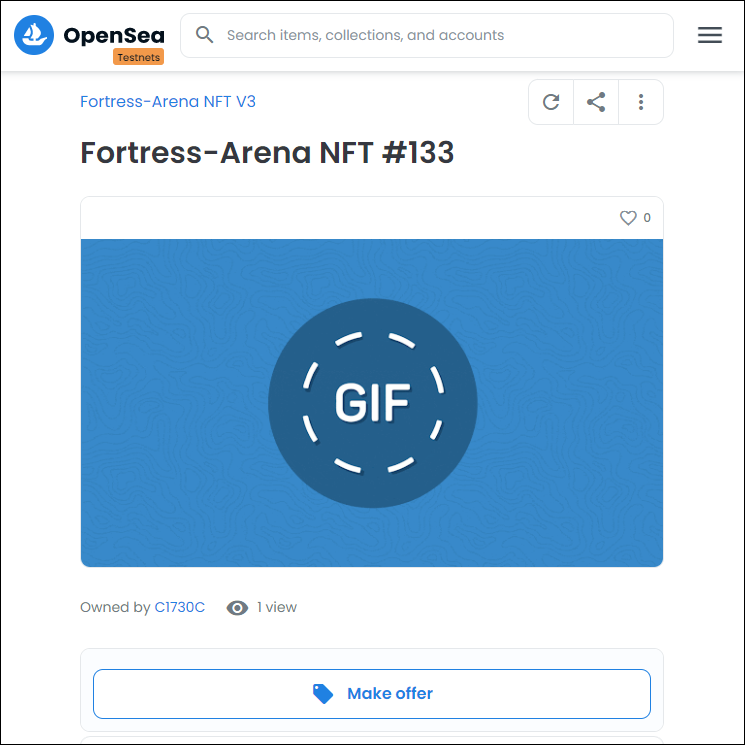 OpenSea
Testnets
Search items, collections, and accounts
Fortress-Arena NFT V3
Fortress-Arena NFT #133
0
GIF
Owned by C1730C 1 view
Make offer